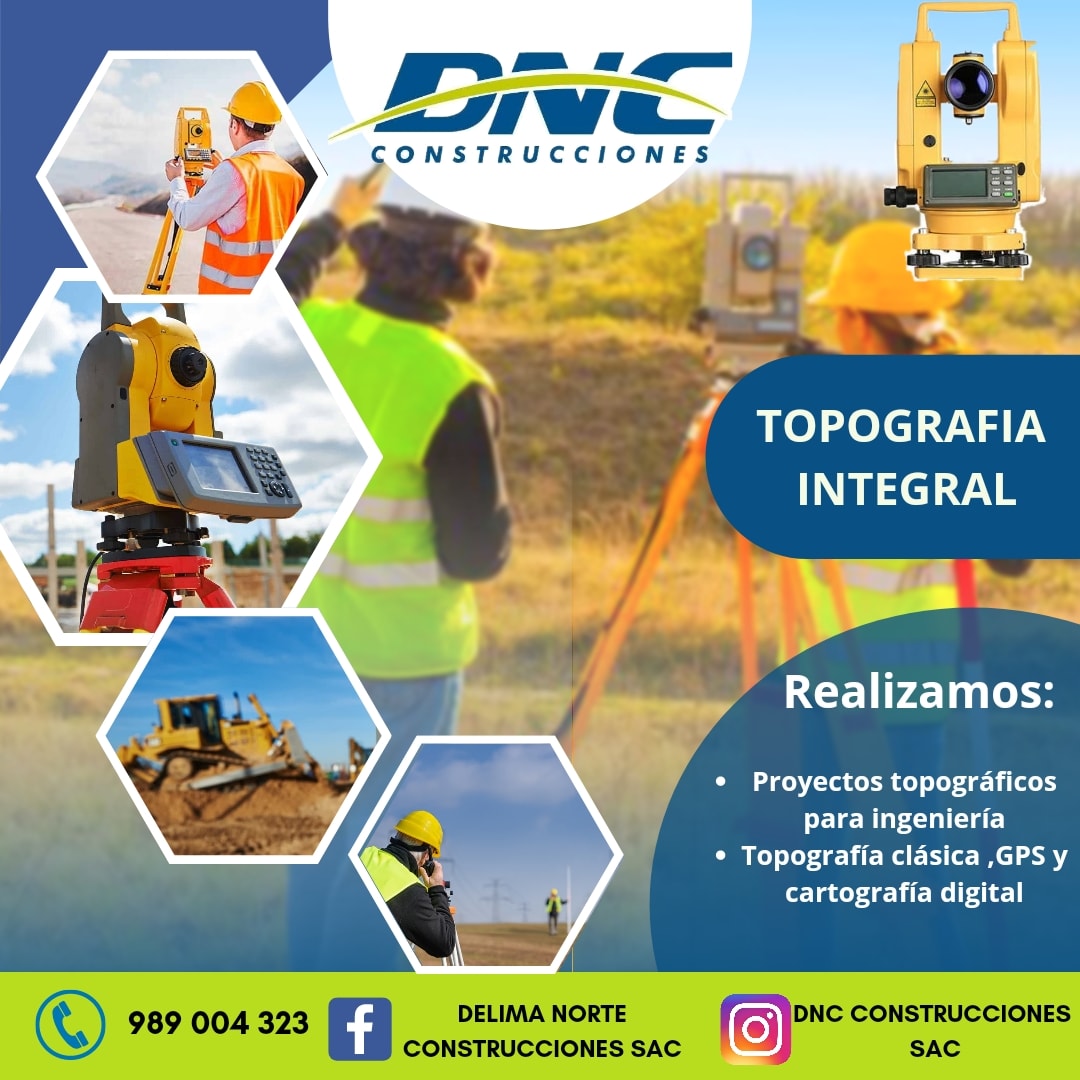 DNC
CONSTRUCCIONES
TOPOGRAFIA
INTEGRAL
Realizamos:
• Proyectos topográficos
para ingeniería
• Topografía clásica ,GPS y
cartografía digital
989 004 323
DELIMA NORTE
CONSTRUCCIONES SAC
DNC CONSTRUCCIONES
SAC